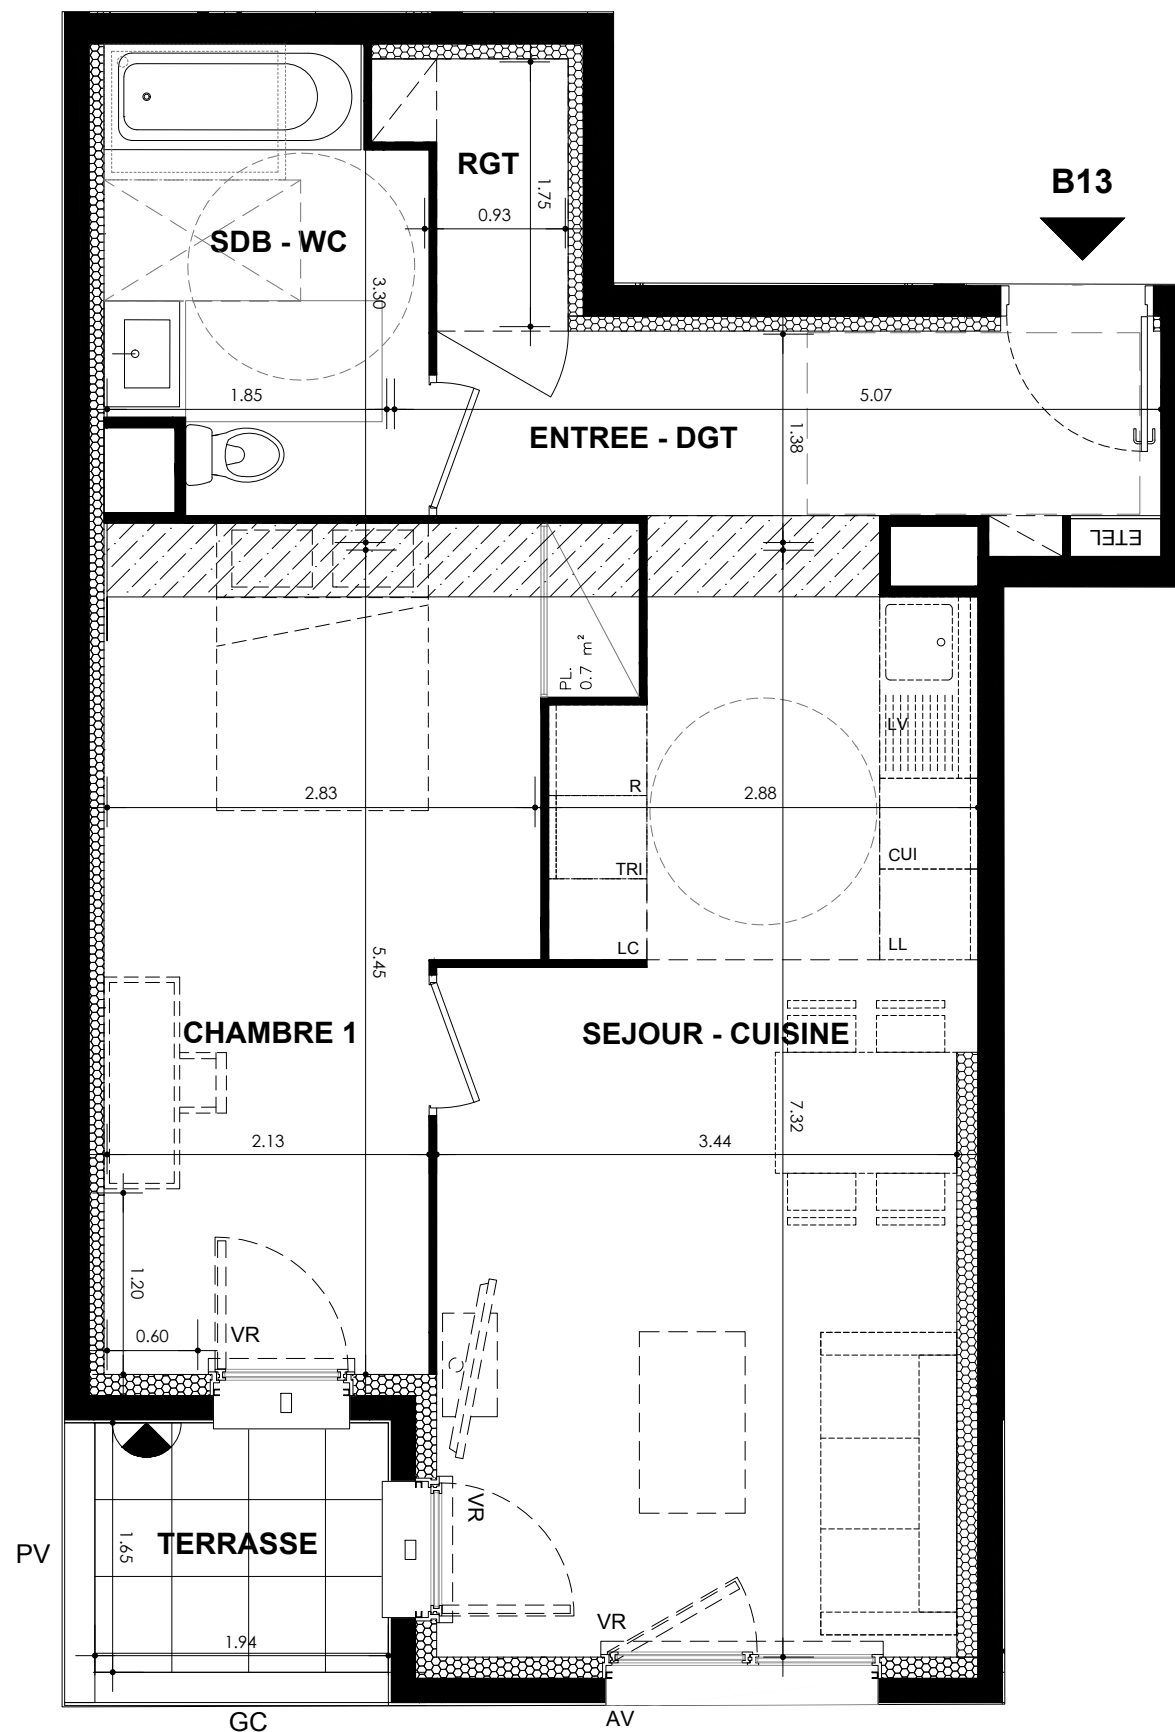 B13
RGT
1.75
0.93
SDB - WC
3.30
1.85
5.07
ENTREE - DGT
1.38
ETEL
PL.
0.7 m²
LV
R
2.83
2.88
TRI
CUI
LC
LL
5.45
CHAMBRE 1
SEJOUR - CUISINE
7.32
2.13
3.44
1.20
0.60
VR
VR
TERRASSE
1.65
PV
VR
1.94
GC
AV